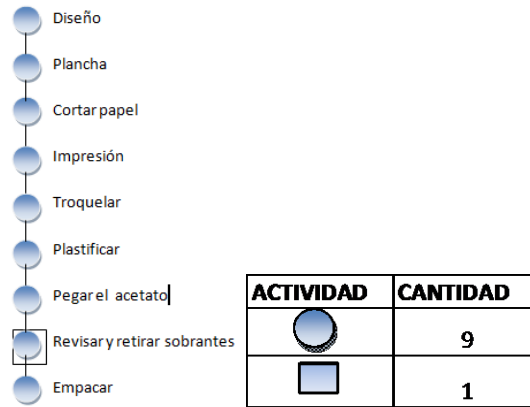 Diseño
Plancha
Cortar papel
Impresión
Troquelar
Plastificar
Pegar el acetato
Revisar y retirar sobrantes
Empacar
ACTIVIDAD CANTIDAD
9
1